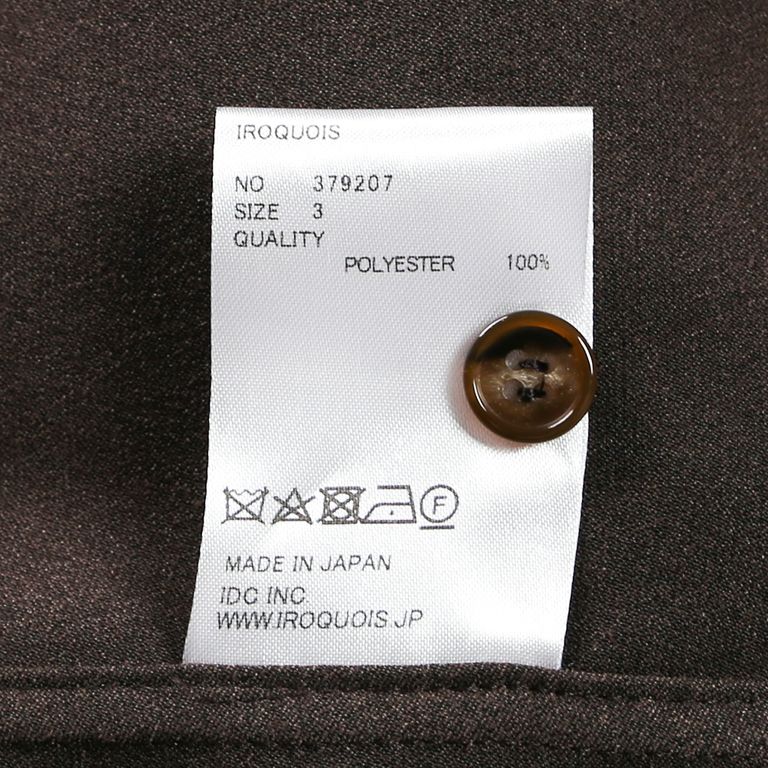 IROQUOIS
NO 379207
SIZE 3
QUALITY
POLYESTER 100%
F
MADE IN JAPAN
IDC INC
WWW.IROQUOIS.JP